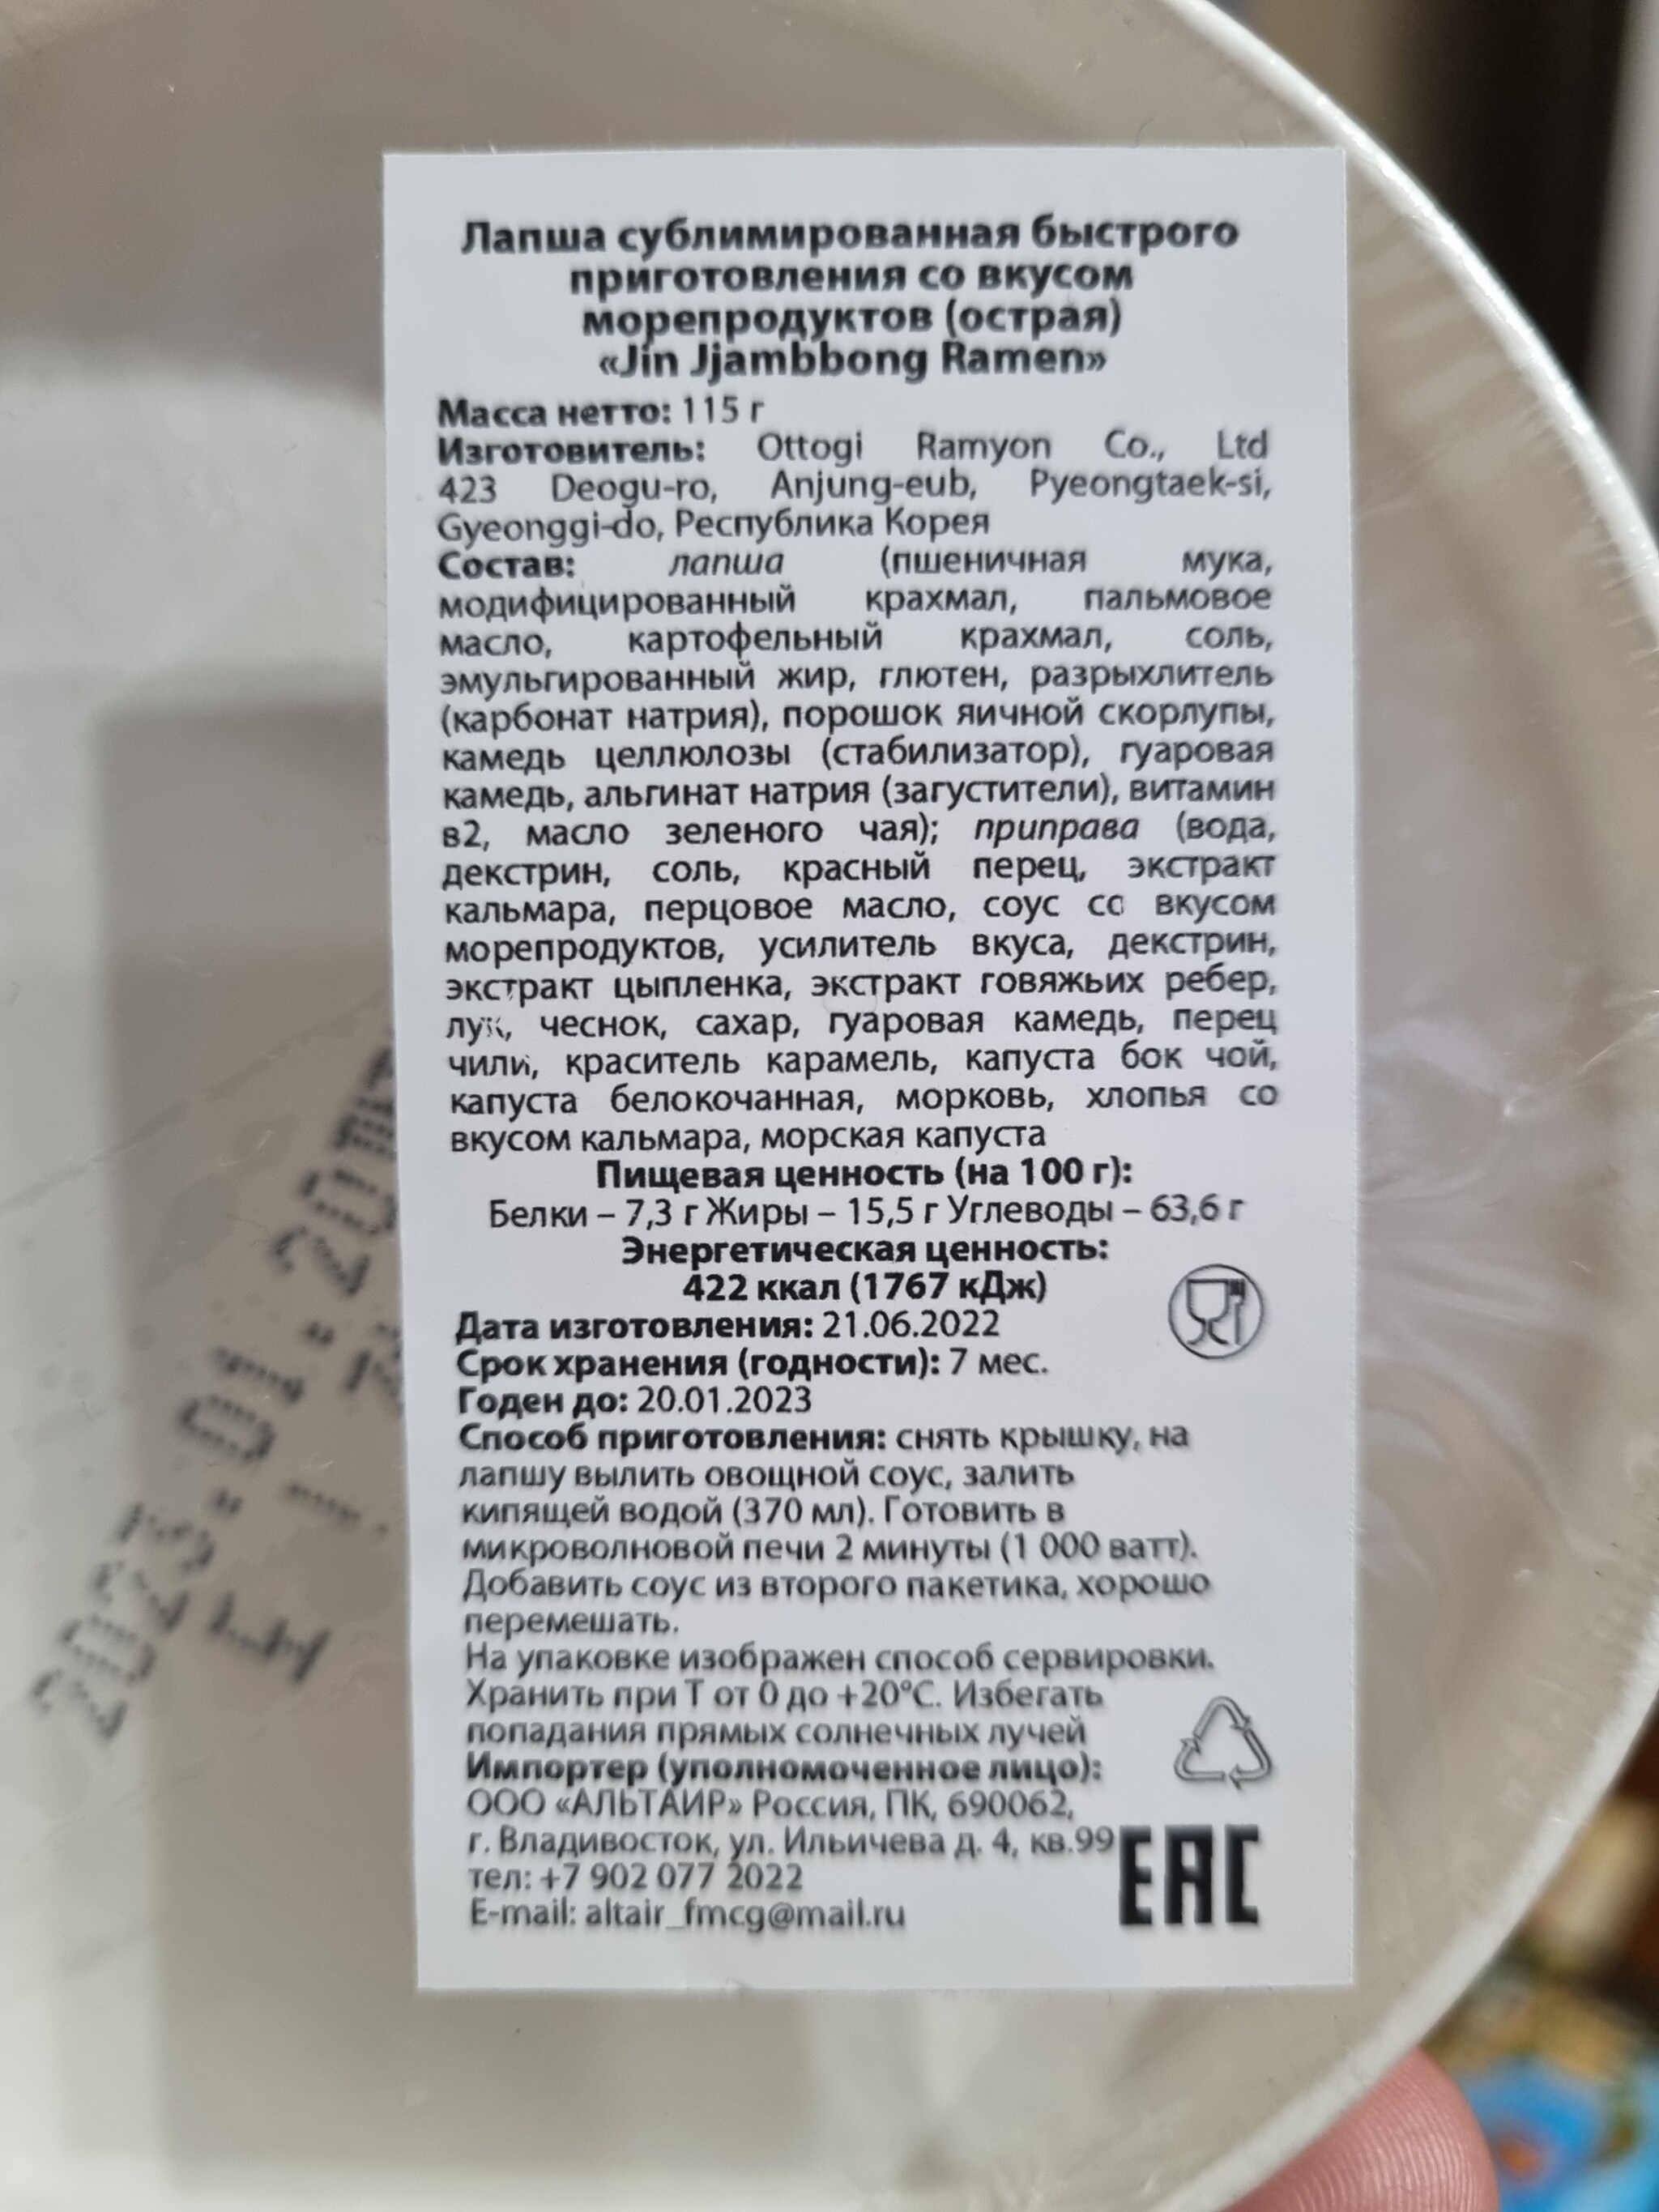 Лапша сублимированная быстрого
приготовления со вкусом
морепродуктов (острая)
«Jin Jjambbong Ramen»
Масса нетто: 115 г
Изготовитель: Ottogi Ramyon Co., Ltd
423 Deogu-ro, Anjung-eub, Pyeongtaek-si,
Gyeonggi-do, Республика Корея
Состав: лапша (пшеничная мука,
модифицированный крахмал, пальмовое
масло, картофельный крахмал, соль,
эмульгированный жир, глютен, разрыхлитель
(карбонат натрия), порошок яичной скорлупы,
камедь целлюлозы (стабилизатор), гуаровая
камедь, альгинат натрия (загустители), витамин
в2, масло зеленого чая); приправа (вода,
декстрин, соль, красный перец, экстракт
кальмара, перцовое масло, соус со вкусом
морепродуктов, усилитель вкуса, декстрин,
экстракт цыпленка, экстракт говяжьих ребер,
лук, чеснок, сахар, гуаровая камедь, перец
чили, краситель карамель, капуста бок чой,
капуста белокочанная, морковь, хлопья со
вкусом кальмара, морская капуста
Пищевая ценность (на 100 г):
Белки – 7,3 г Жиры – 15,5 г Углеводы – 63,6 г
Энергетическая ценность:
422 ккал (1767 кДж)
Дата изготовления: 21.06.2022
Срок хранения (годности): 7 мес.
Годен до: 20.01.2023
Способ приготовления: снять крышку, на
лапшу вылить овощной соус, залить
кипящей водой (370 мл). Готовить в
микроволновой печи 2 минуты (1 000 ватт).
Добавить соус из второго пакетика, хорошо
перемешать.
На упаковке изображен способ сервировки.
Хранить при Т от 0 до +20°C. Избегать
попадания прямых солнечных лучей
Импортер (уполномоченное лицо):
ООО «АЛЬТАИР» Россия, ПК, 690062,
г. Владивосток, ул. Ильичева д. 4, кв.99
тел: +7 902 077 2022
E-mail: altair_fmcg@mail.ru
EAC
2023.01.20